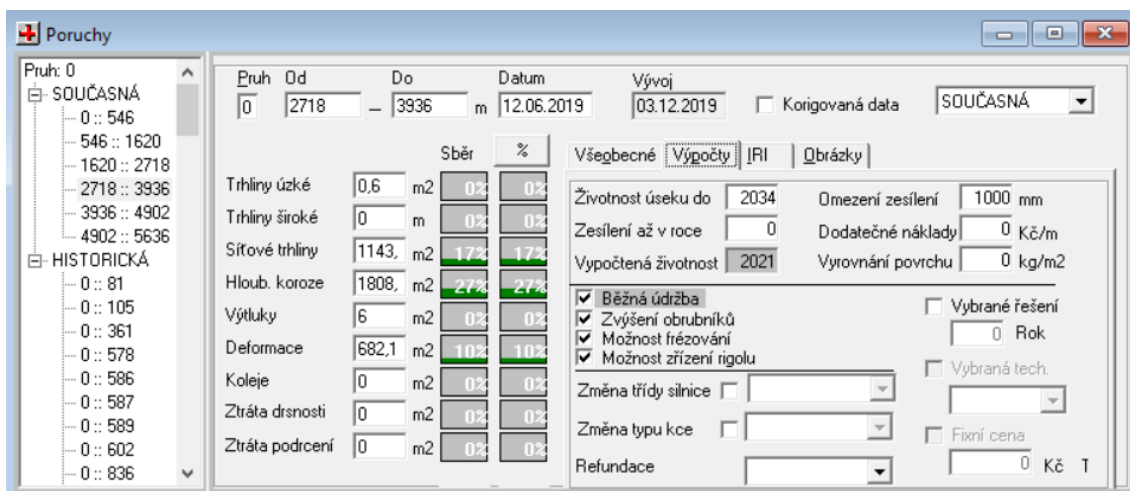 Poruchy
Pruh: 0
SOUČASNÁ
0 :: 546
546 :: 1620
1620 :: 2718
2718 :: 3936
3936 :: 4902
4902 :: 5636
HISTORICKÁ
0 :: 81
0 :: 105
0 :: 361
0 :: 578
0 :: 586
0 :: 587
0 :: 589
0 :: 602
0 :: 836
Pruh Od Do Datum Vývoj
0 2718 – 3936 m 12.06.2019 03.12.2019 Korigovaná data SOUČASNÁ
Sběr %
Trhliny úzké 0,6 m2 0% 0%
Trhliny široké 0 m 0% 0%
Síťové trhliny 1143, m2 17% 17%
Hloub. koroze 1808, m2 27% 27%
Výtluky 6 m2 0% 0%
Deformace 682,1 m2 10% 10%
Koleje 0 m2 0% 0%
Ztráta drsnosti 0 m2 0% 0%
Ztráta podrcení 0 m2 0% 0%
Všeobecné Výpočty IRI Obrázky
Životnost úseku do 2034 Omezení zesílení 1000 mm
Zesílení až v roce 0 Dodatečné náklady 0 Kč/m
Vypočtená životnost 2021 Vyrovnání povrchu 0 kg/m2
Běžná údržba
Zvýšení obrubníků
Možnost frézování
Možnost zřízení rigolu
Změna třídy silnice
Změna typu kce
Refundace
Vybrané řešení
0 Rok
Vybraná tech.
Fixní cena
0 Kč T